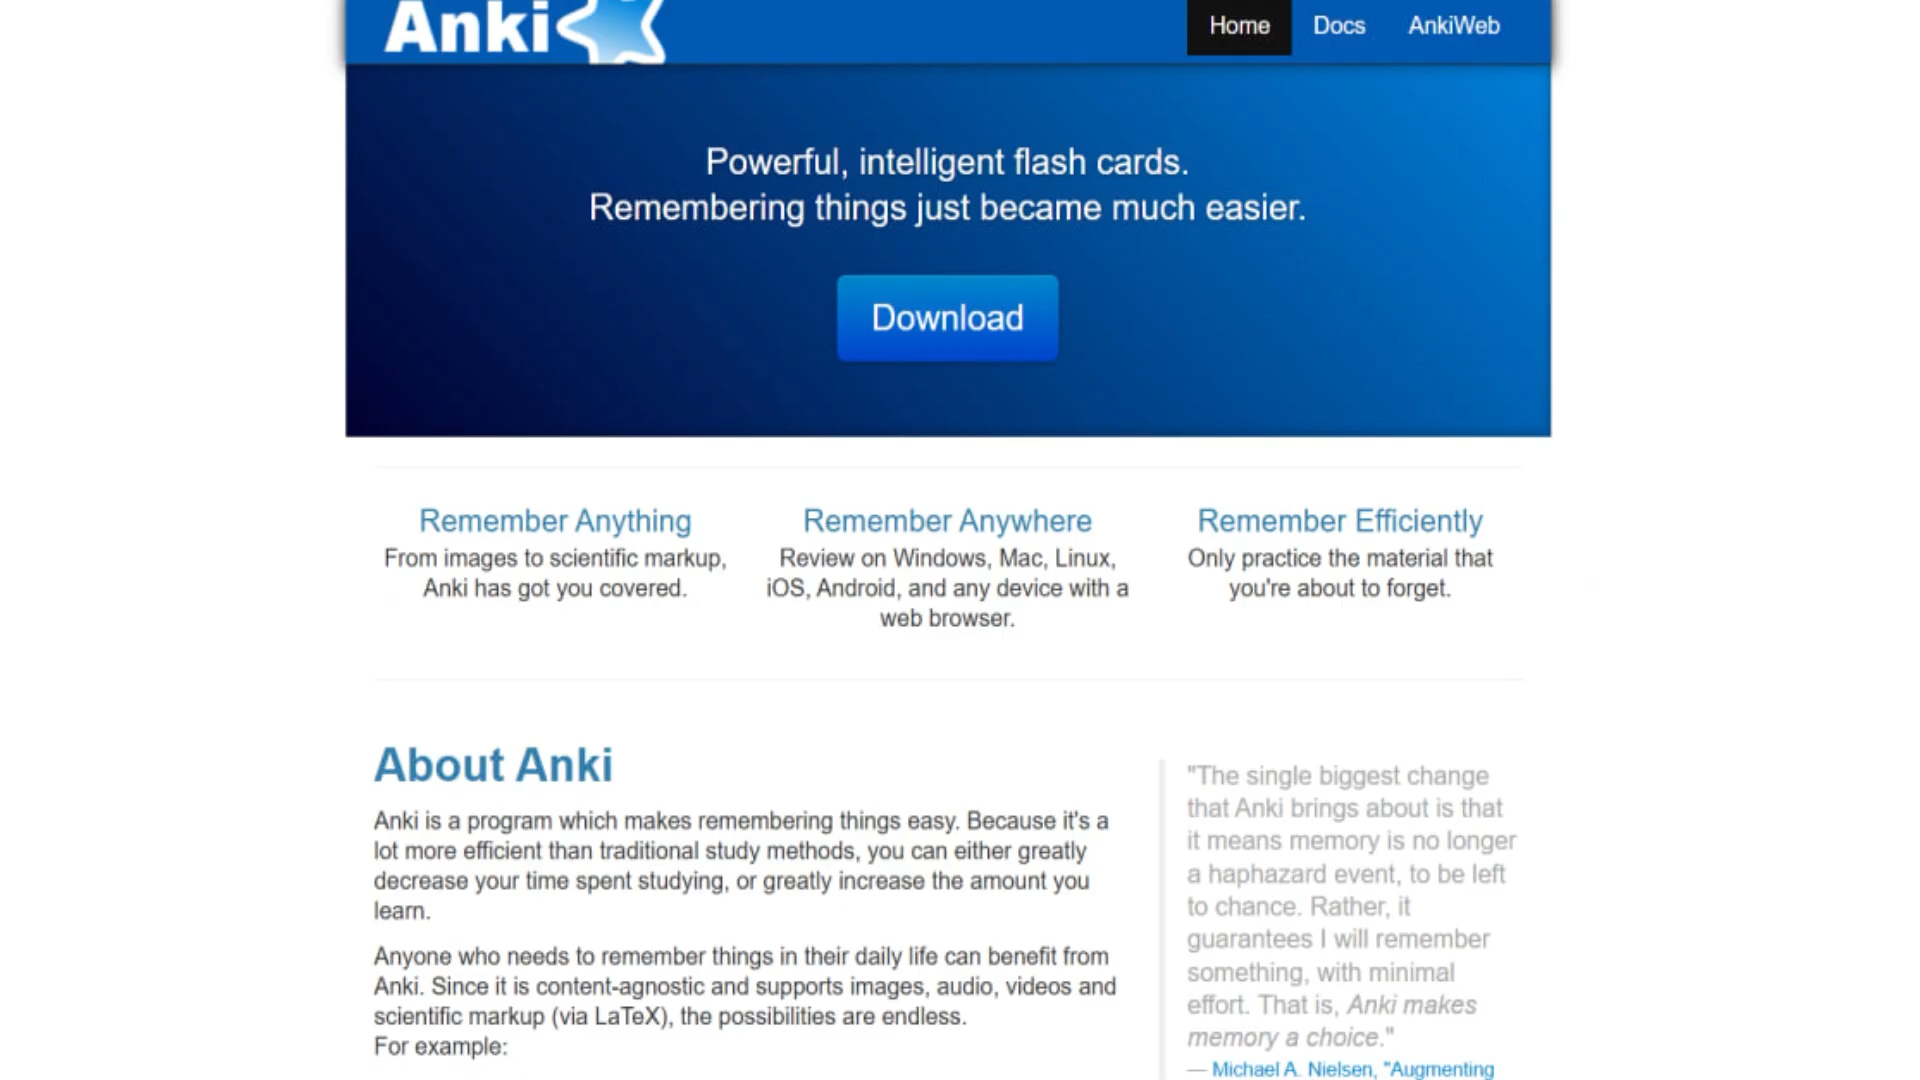 Anki
Home Docs AnkiWeb
Powerful, intelligent flash cards.
Remembering things just became much easier.
Download
Remember Anything
From images to scientific markup,
Anki has got you covered.
Remember Anywhere
Review on Windows, Mac, Linux,
iOS, Android, and any device with a
web browser.
Remember Efficiently
Only practice the material that
you're about to forget.
About Anki
Anki is a program which makes remembering things easy. Because it's a
lot more efficient than traditional study methods, you can either greatly
decrease your time spent studying, or greatly increase the amount you
learn.
Anyone who needs to remember things in their daily life can benefit from
Anki. Since it is content-agnostic and supports images, audio, videos and
scientific markup (via LaTeX), the possibilities are endless.
For example:
"The single biggest change
that Anki brings about is that
it means memory is no longer
a haphazard event, to be left
to chance. Rather, it
guarantees I will remember
something, with minimal
effort. That is, Anki makes
memory a choice."
— Michael A. Nielsen, "Augmenting